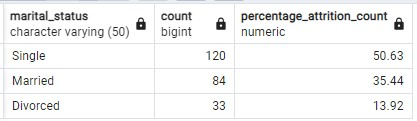 marital_status count percentage_attrition_count
character varying (50) bigint numeric
Single 120 50.63
Married 84 35.44
Divorced 33 13.92